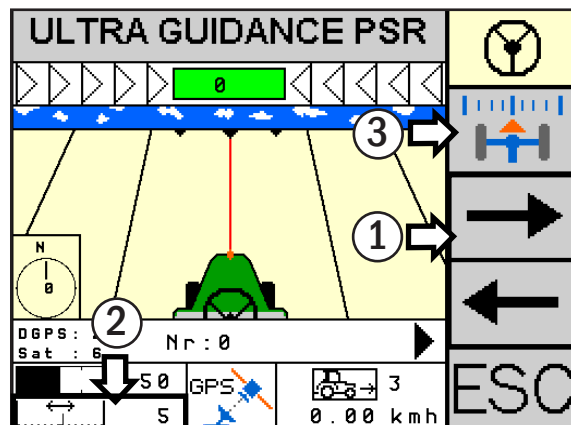 ULTRA GUIDANCE PSR
0
3
1
N
0
2
DGPS:
Sat : 6
Nr:0
50
GPS
3
5
0.00 kmh
ESC